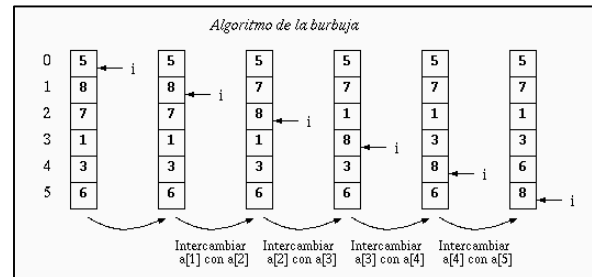 Algoritmo de la burbuja
0 5 5 5 5 5 5
i
1 8 8 7 7 7 7
i
2 7 7 8 1 1 1
i
3 1 1 1 8 3 3
i
4 3 3 3 3 8 6
i
5 6 6 6 6 6 8
i
Intercambiar Intercambiar Intercambiar Intercambiar
a[1] con a[2] a[2] con a[3] a[3] con a[4] a[4] con a[5]